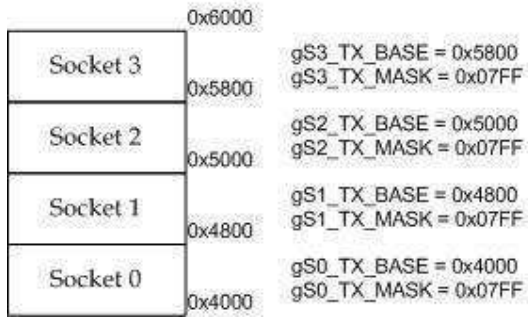 0x6000
Socket 3
gS3_TX_BASE = 0x5800
gS3_TX_MASK = 0x07FF
0x5800
Socket 2
gS2_TX_BASE = 0x5000
gS2_TX_MASK = 0x07FF
0x5000
Socket 1
gS1_TX_BASE = 0x4800
gS1_TX_MASK = 0x07FF
0x4800
Socket 0
gS0_TX_BASE = 0x4000
gS0_TX_MASK = 0x07FF
0x4000